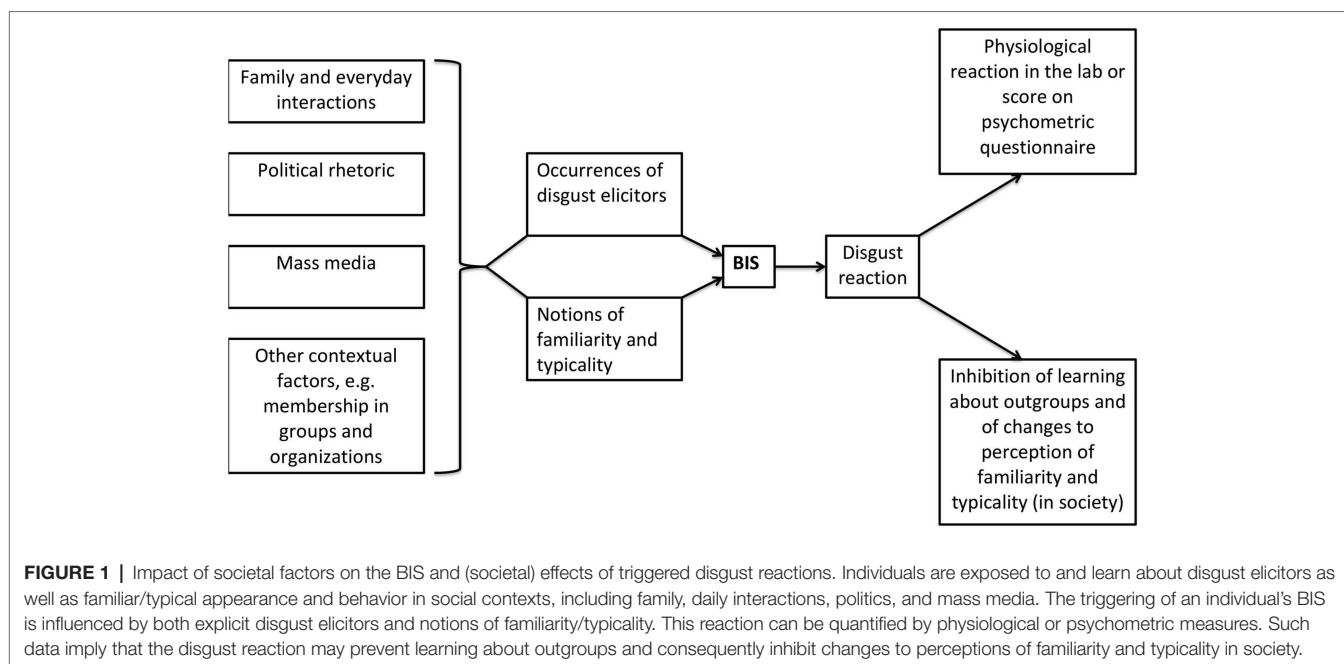 Family and everyday
interactions
Political rhetoric
Mass media
Other contextual
factors, e.g.
membership in
groups and
organizations
Occurrences of
disgust elicitors
Notions of
familiarity and
typicality
BIS
Disgust
reaction
Physiological
reaction in the lab or
score on
psychometric
questionnaire
Inhibition of learning
about outgroups and
of changes to
perception of
familiarity and
typicality (in society)
FIGURE 1 | Impact of societal factors on the BIS and (societal) effects of triggered disgust reactions. Individuals are exposed to and learn about disgust elicitors as
well as familiar/typical appearance and behavior in social contexts, including family, daily interactions, politics, and mass media. The triggering of an individual's BIS
is influenced by both explicit disgust elicitors and notions of familiarity/typicality. This reaction can be quantified by physiological or psychometric measures. Such
data imply that the disgust reaction may prevent learning about outgroups and consequently inhibit changes to perceptions of familiarity and typicality in society.